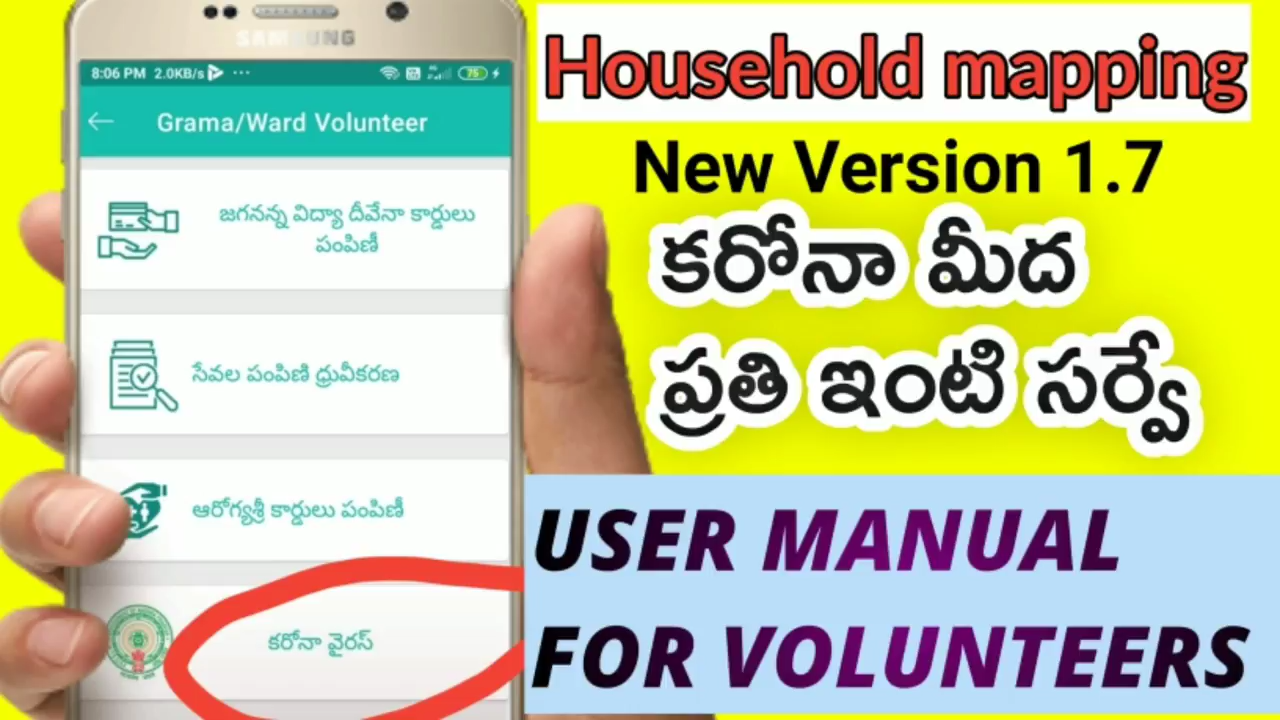 SAMSUNG
8:06 PM 2.0KB/s ... 75
Grama/Ward Volunteer
జగనన్న విద్యా దీవేనా కార్డులు
పంపిణీ
సేవల పంపిణి ధ్రువీకరణ
ఆరోగ్యశ్రీ కార్డులు పంపిణీ
కరోనా వైరస్
Household mapping
New Version 1.7
కరోనా మీద
ప్రతి ఇంటి సర్వే
USER MANUAL
FOR VOLUNTEERS